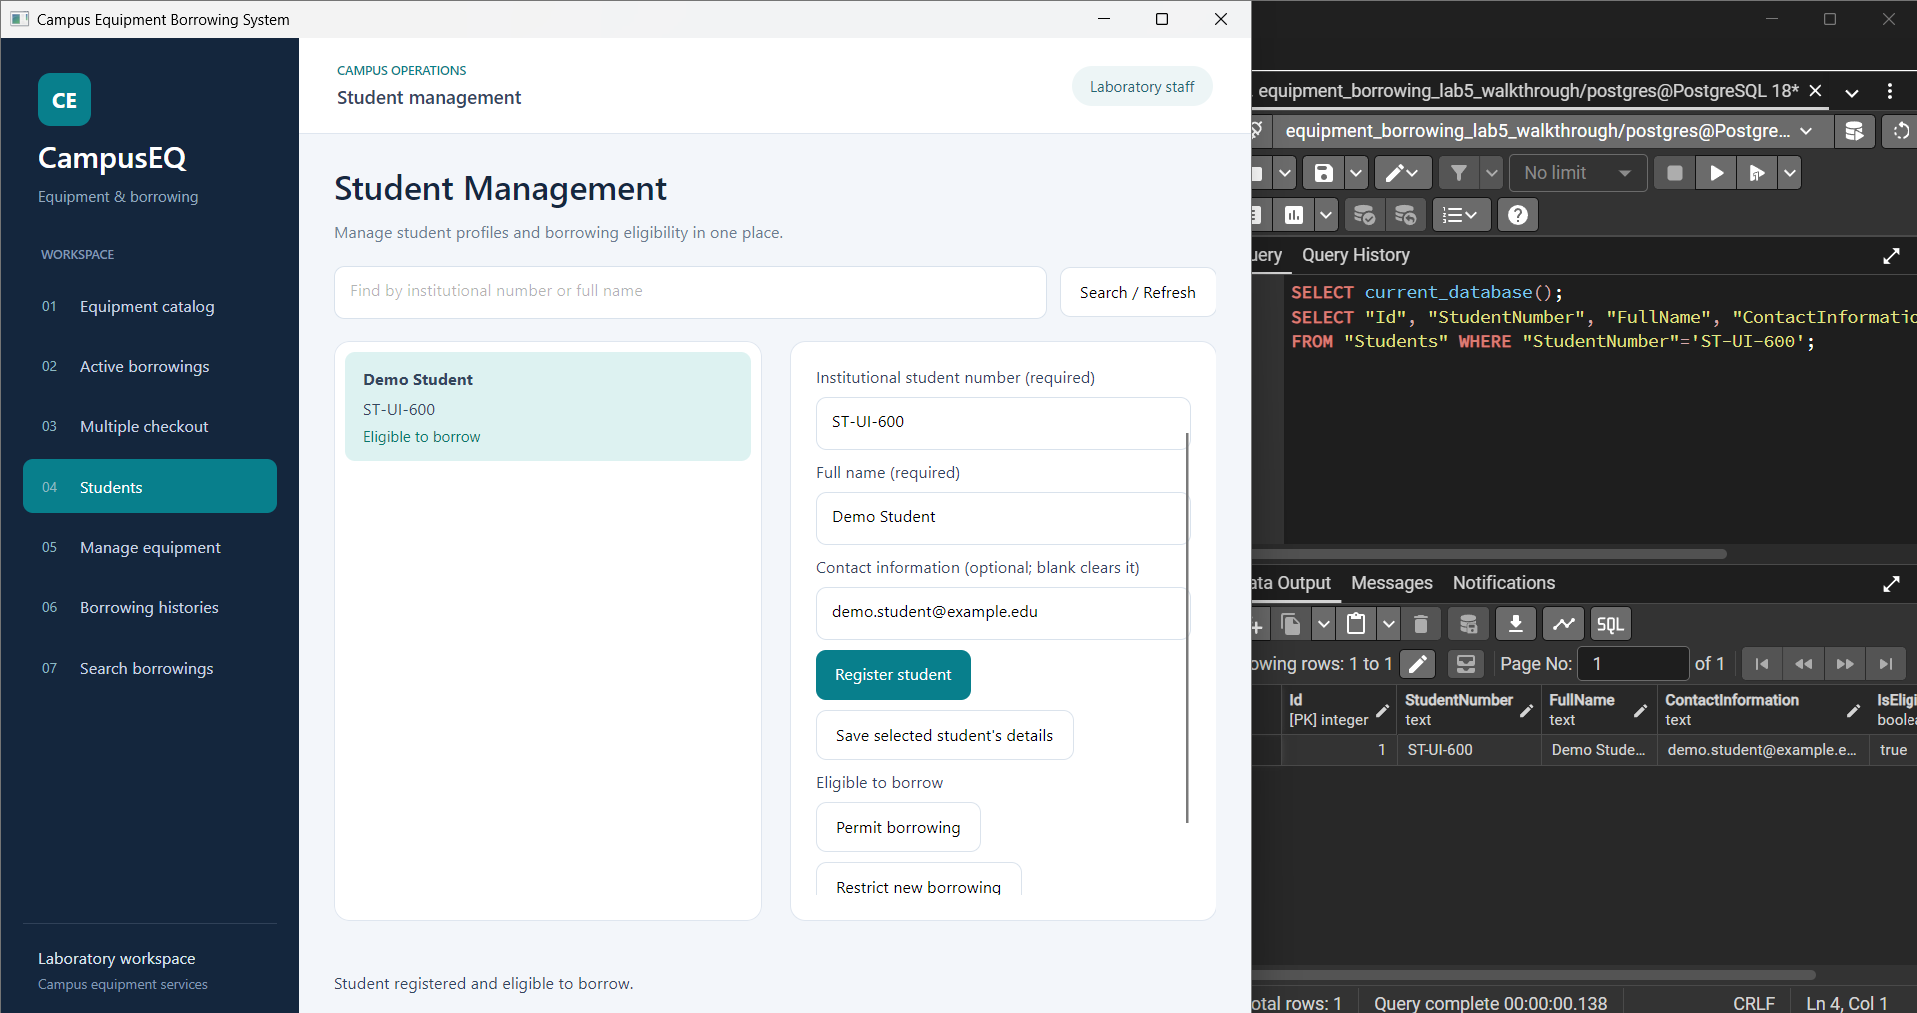 Campus Equipment Borrowing System
CE
CampusEQ
Equipment & borrowing
WORKSPACE
01 Equipment catalog
02 Active borrowings
03 Multiple checkout
04 Students
05 Manage equipment
06 Borrowing histories
07 Search borrowings
Laboratory workspace
Campus equipment services
CAMPUS OPERATIONS
Student management
Laboratory staff
Student Management
Manage student profiles and borrowing eligibility in one place.
Find by institutional number or full name
Search / Refresh
Demo Student
ST-UI-600
Eligible to borrow
Institutional student number (required)
ST-UI-600
Full name (required)
Demo Student
Contact information (optional; blank clears it)
demo.student@example.edu
Register student
Save selected student's details
Eligible to borrow
Permit borrowing
Restrict new borrowing
Student registered and eligible to borrow.
equipment_borrowing_lab5_walkthrough/postgres@PostgreSQL 18*
equipment_borrowing_lab5_walkthrough/postgres@Postgre...
No limit
uery Query History
SELECT current_database();
SELECT "Id", "StudentNumber", "FullName", "ContactInformatio
FROM "Students" WHERE "StudentNumber"='ST-UI-600';
ata Output Messages Notifications
SQL
owing rows: 1 to 1 Page No: 1 of 1
Id StudentNumber FullName ContactInformation IsEligi
[PK] integer text text text boolea
1 ST-UI-600 Demo Stude... demo.student@example.e... true
otal rows: 1 Query complete 00:00:00.138 CRLF Ln 4, Col 1